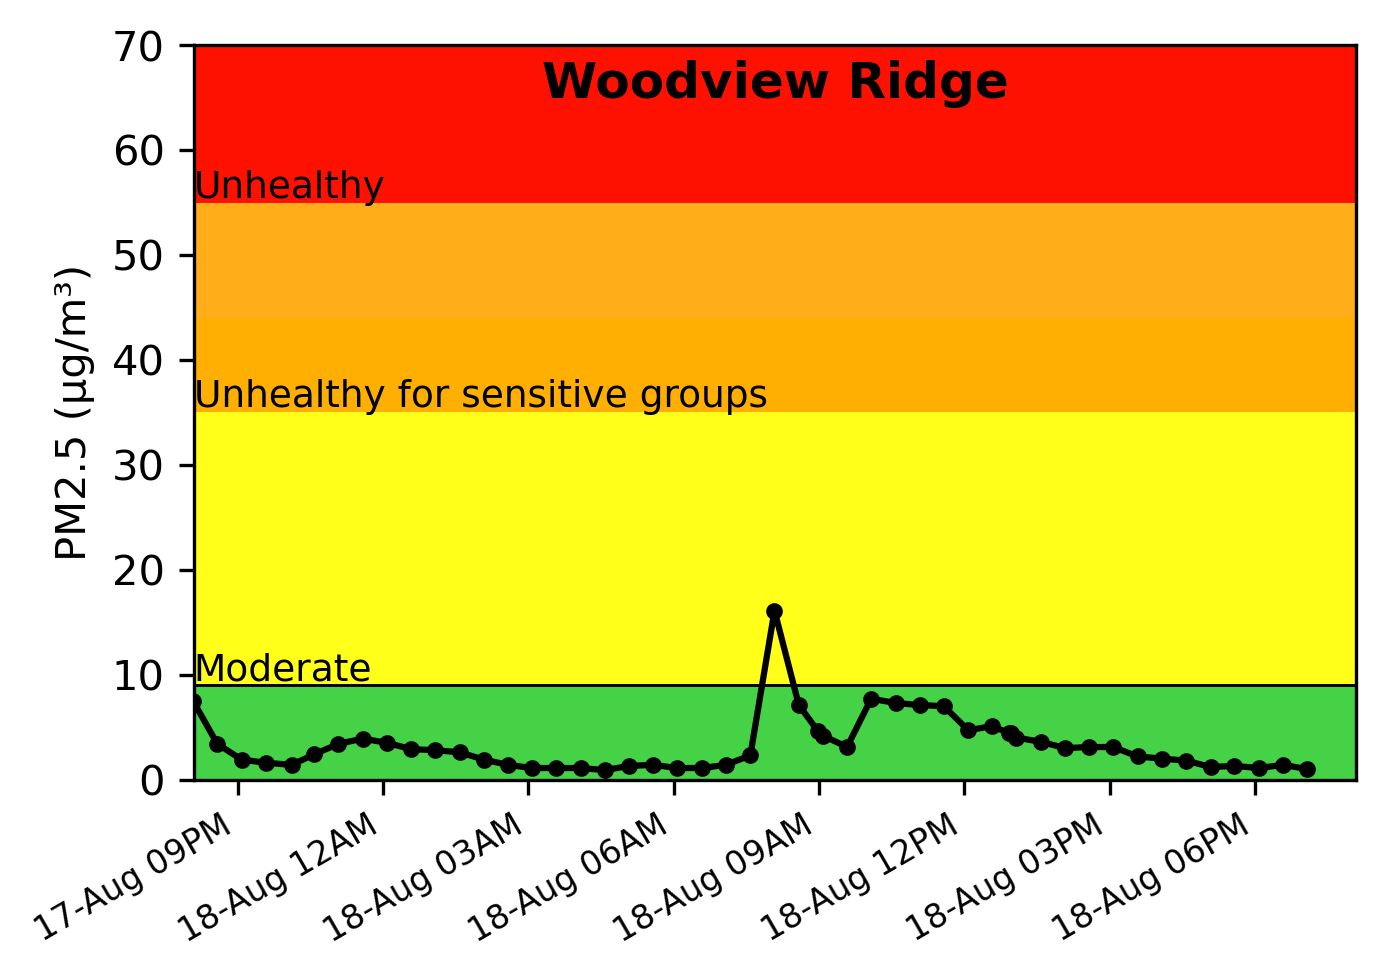 Woodview Ridge
PM2.5 (µg/m³)
70
60
50
40
30
20
10
0
Unhealthy
Unhealthy for sensitive groups
Moderate
17-Aug 09PM
18-Aug 12AM
18-Aug 03AM
18-Aug 06AM
18-Aug 09AM
18-Aug 12PM
18-Aug 03PM
18-Aug 06PM